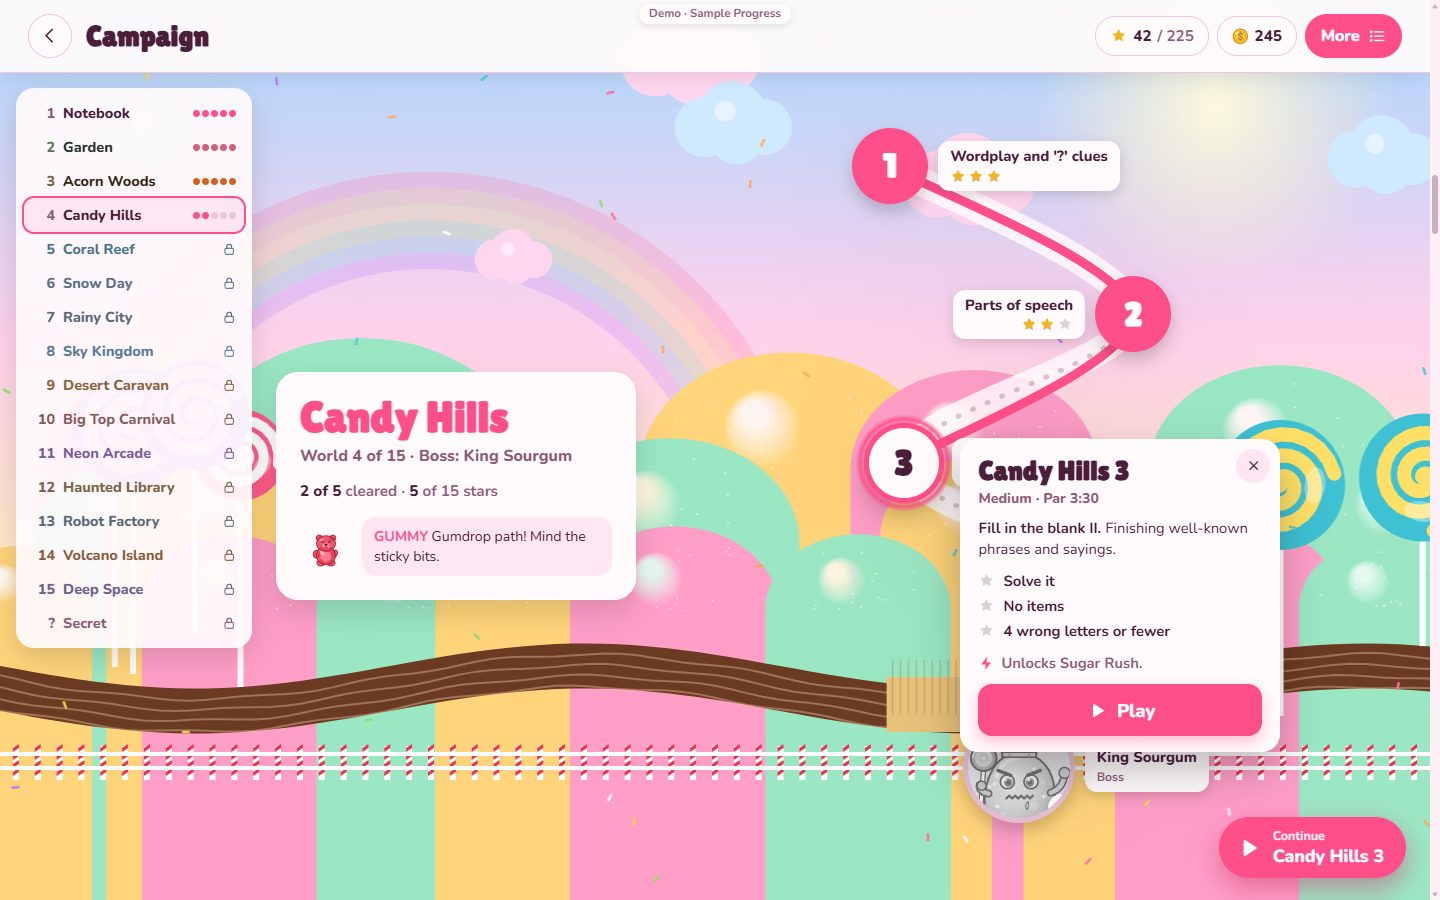 Demo · Sample Progress
Campaign
42 / 225
245
More
1 Notebook
2 Garden
3 Acorn Woods
4 Candy Hills
5 Coral Reef
6 Snow Day
7 Rainy City
8 Sky Kingdom
9 Desert Caravan
10 Big Top Carnival
11 Neon Arcade
12 Haunted Library
13 Robot Factory
14 Volcano Island
15 Deep Space
? Secret
Candy Hills
World 4 of 15 · Boss: King Sourgum
2 of 5 cleared · 5 of 15 stars
GUMMY Gumdrop path! Mind the
sticky bits.
1
Wordplay and '?' clues
Parts of speech
2
3
Candy Hills 3
Medium · Par 3:30
Fill in the blank II. Finishing well-known
phrases and sayings.
Solve it
No items
4 wrong letters or fewer
Unlocks Sugar Rush.
Play
King Sourgum
Boss
Continue
Candy Hills 3